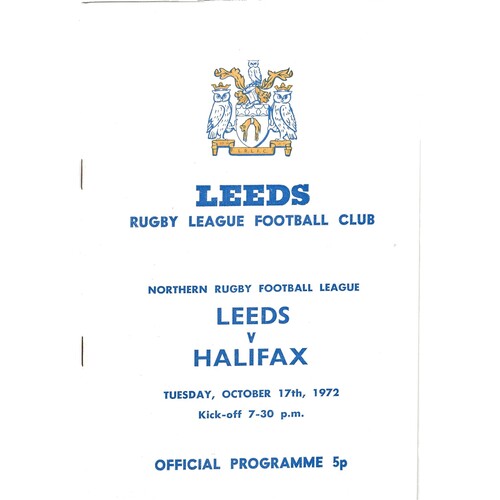 L.R.L.F.C.
LEEDS
RUGBY LEAGUE FOOTBALL CLUB
NORTHERN RUGBY FOOTBALL LEAGUE
LEEDS
V
HALIFAX
TUESDAY, OCTOBER 17th, 1972
Kick-off 7-30 p.m.
OFFICIAL PROGRAMME 5p